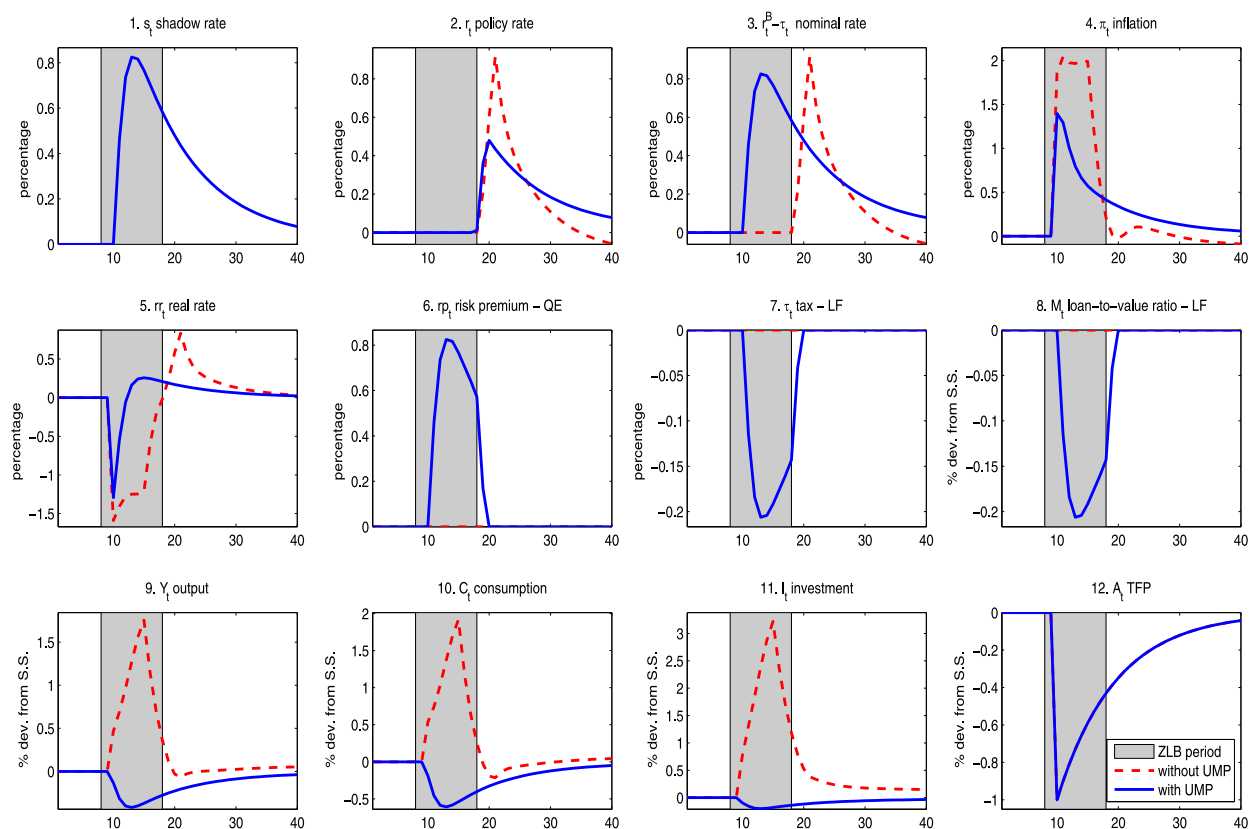 1. s_t shadow rate
percentage
0.8
0.6
0.4
0.2
0
10 20 30 40
2. r_t policy rate
percentage
0.8
0.6
0.4
0.2
0
10 20 30 40
3. r_t^B−τ_t nominal rate
percentage
0.8
0.6
0.4
0.2
0
10 20 30 40
4. π_t inflation
percentage
2
1.5
1
0.5
0
10 20 30 40
5. rr_t real rate
percentage
0.5
0
−0.5
−1
−1.5
10 20 30 40
6. rp_t risk premium − QE
percentage
0.8
0.6
0.4
0.2
0
10 20 30 40
7. τ_t tax − LF
percentage
0
−0.05
−0.1
−0.15
−0.2
10 20 30 40
8. M_t loan−to−value ratio − LF
% dev. from S.S.
0
−0.05
−0.1
−0.15
−0.2
10 20 30 40
9. Y_t output
% dev. from S.S.
1.5
1
0.5
0
10 20 30 40
10. C_t consumption
% dev. from S.S.
2
1.5
1
0.5
0
−0.5
10 20 30 40
11. I_t investment
% dev. from S.S.
3
2.5
2
1.5
1
0.5
0
10 20 30 40
12. A_t TFP
% dev. from S.S.
0
−0.2
−0.4
−0.6
−0.8
−1
10 20 30 40
ZLB period
without UMP
with UMP